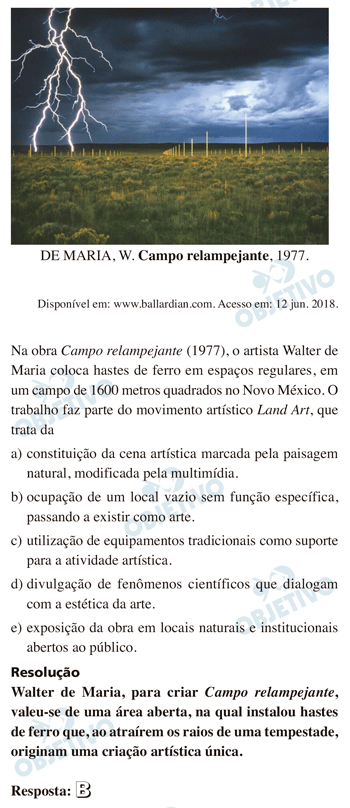 DE MARIA, W. Campo relampejante, 1977.
Disponível em: www.ballardian.com. Acesso em: 12 jun. 2018.
Na obra Campo relampejante (1977), o artista Walter de
Maria coloca hastes de ferro em espaços regulares, em
um campo de 1600 metros quadrados no Novo México. O
trabalho faz parte do movimento artístico Land Art, que
trata da
a) constituição da cena artística marcada pela paisagem
natural, modificada pela multimídia.
b) ocupação de um local vazio sem função específica,
passando a existir como arte.
c) utilização de equipamentos tradicionais como suporte
para a atividade artística.
d) divulgação de fenômenos científicos que dialogam
com a estética da arte.
e) exposição da obra em locais naturais e institucionais
abertos ao público.
Resolução
Walter de Maria, para criar Campo relampejante,
valeu-se de uma área aberta, na qual instalou hastes
de ferro que, ao atraírem os raios de uma tempestade,
originam uma criação artística única.
Resposta: B
OBJETIVO
OBJETIVO
OBJETIVO
OBJETIVO
OBJETIVO
OBJETIVO
OBJETIVO